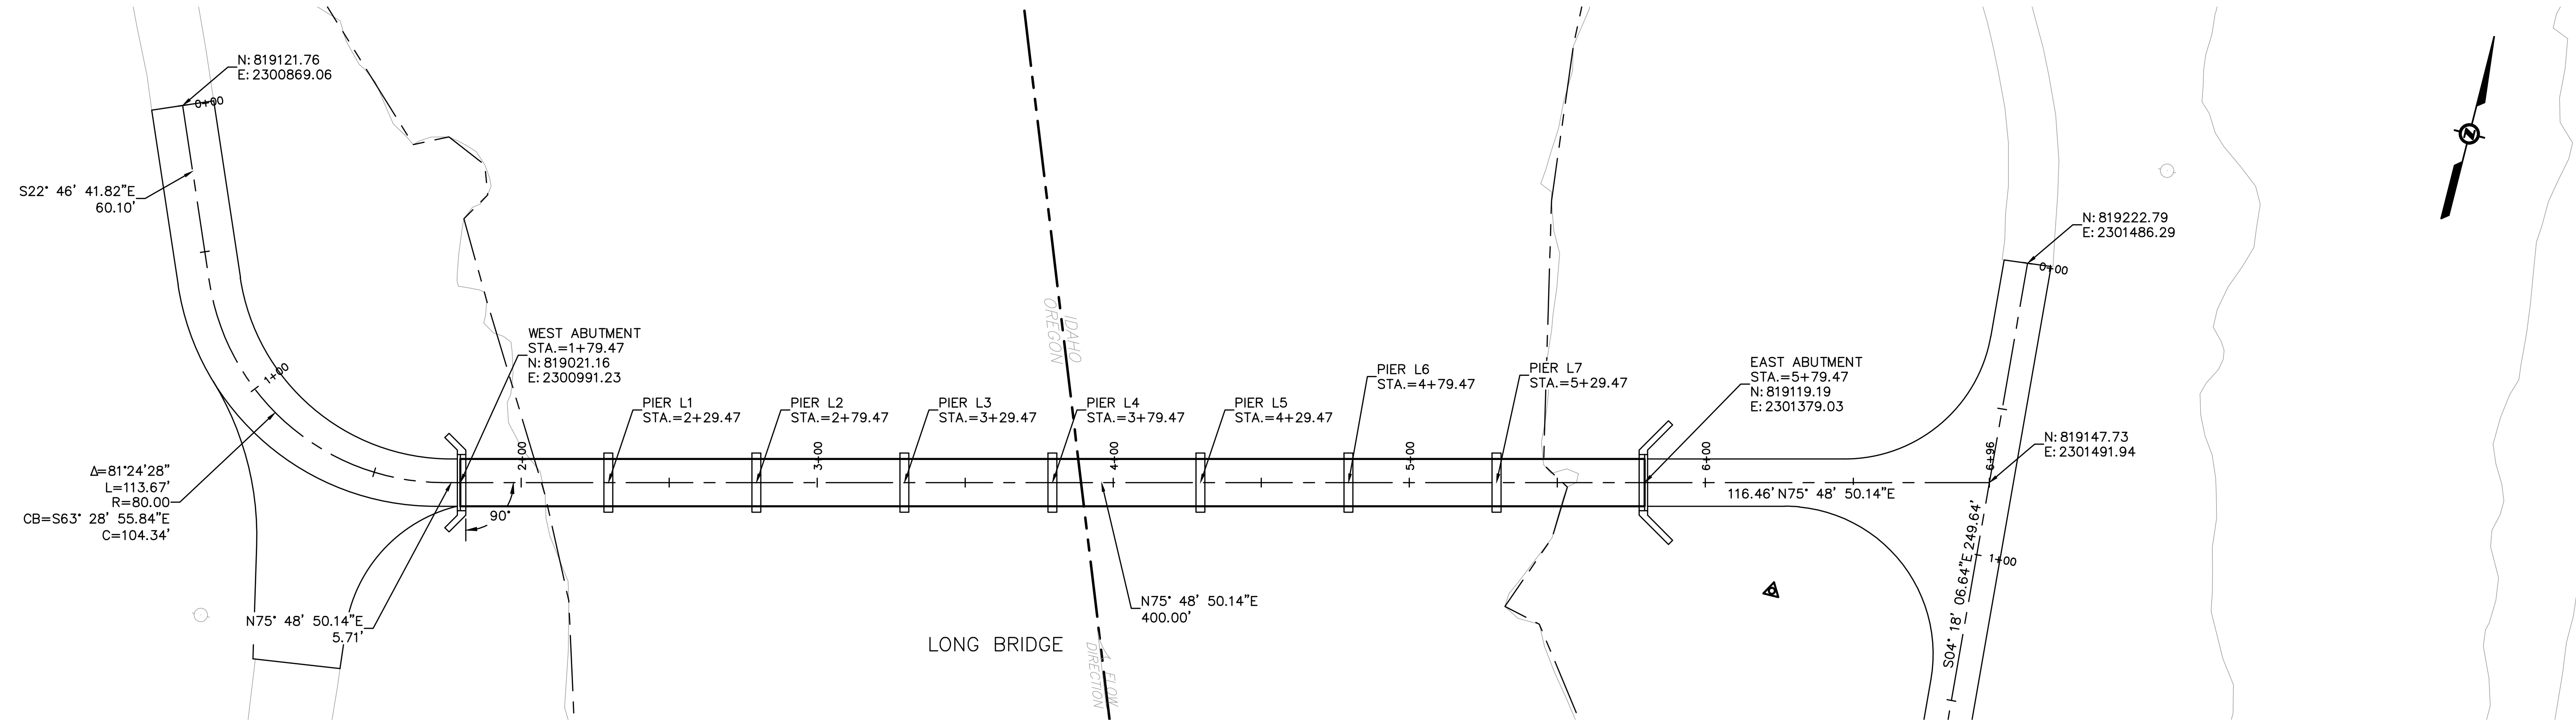 N: 819121.76
E: 2300869.06
0+00
S22° 46' 41.82"E
60.10'
1+00
Δ=81°24'28"
L=113.67'
R=80.00
CB=S63° 28' 55.84"E
C=104.34'
N75° 48' 50.14"E
5.71'
WEST ABUTMENT
STA.=1+79.47
N: 819021.16
E: 2300991.23
90°
2+00
PIER L1
STA.=2+29.47
PIER L2
STA.=2+79.47
3+00
PIER L3
STA.=3+29.47
IDAHO
OREGON
PIER L4
STA.=3+79.47
4+00
PIER L5
STA.=4+29.47
PIER L6
STA.=4+79.47
5+00
PIER L7
STA.=5+29.47
EAST ABUTMENT
STA.=5+79.47
N: 819119.19
E: 2301379.03
6+00
116.46' N75° 48' 50.14"E
6+96
N: 819147.73
E: 2301491.94
N: 819222.79
E: 2301486.29
0+00
1+00
S04° 18' 06.64"E 249.64'
N75° 48' 50.14"E
400.00'
LONG BRIDGE
FLOW
DIRECTION
N